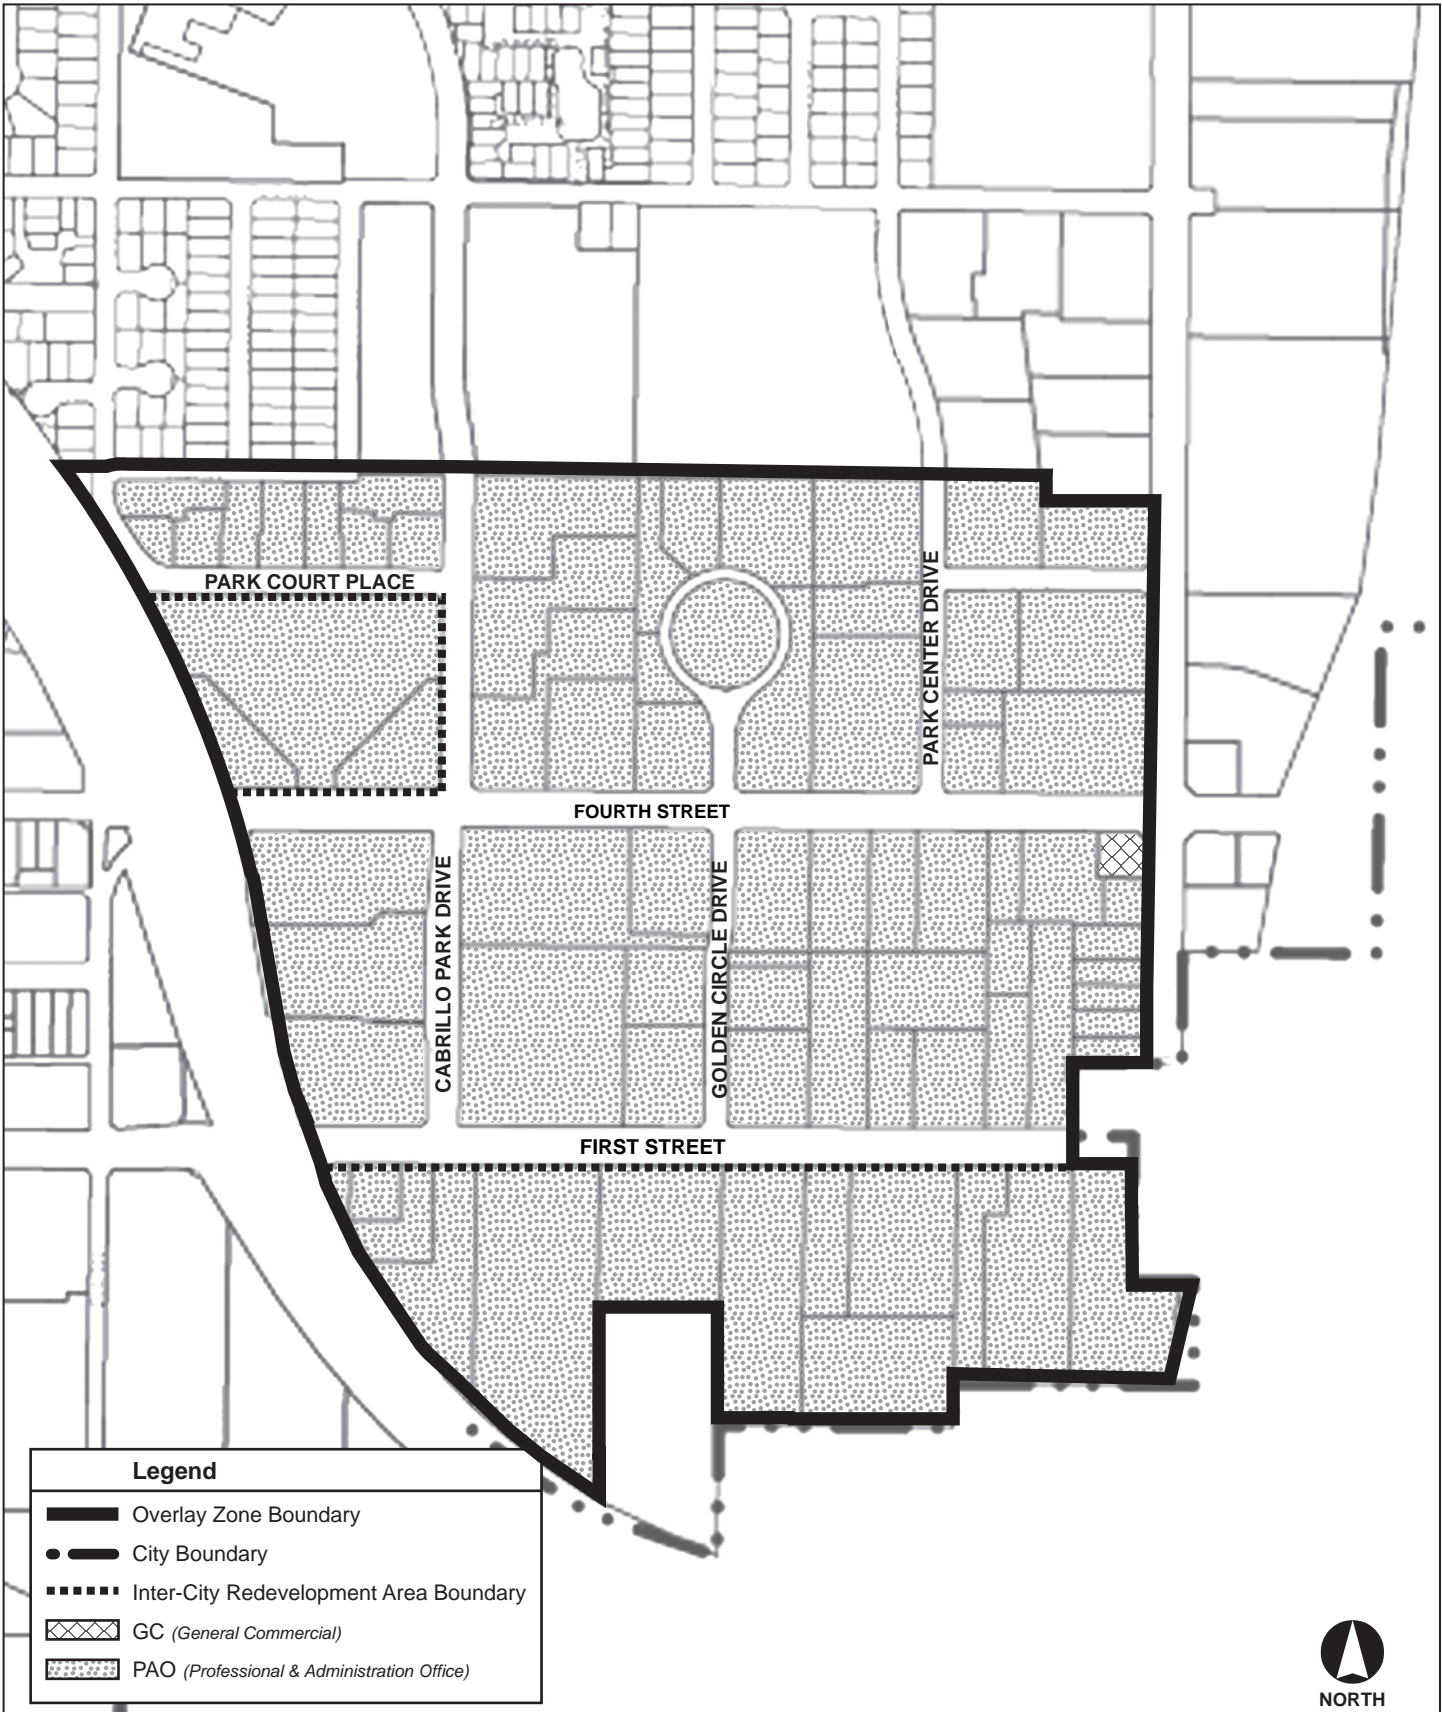 PARK COURT PLACE
PARK CENTER DRIVE
FOURTH STREET
CABRILLO PARK DRIVE
GOLDEN CIRCLE DRIVE
FIRST STREET
Legend
Overlay Zone Boundary
City Boundary
Inter-City Redevelopment Area Boundary
GC (General Commercial)
PAO (Professional & Administration Office)
NORTH